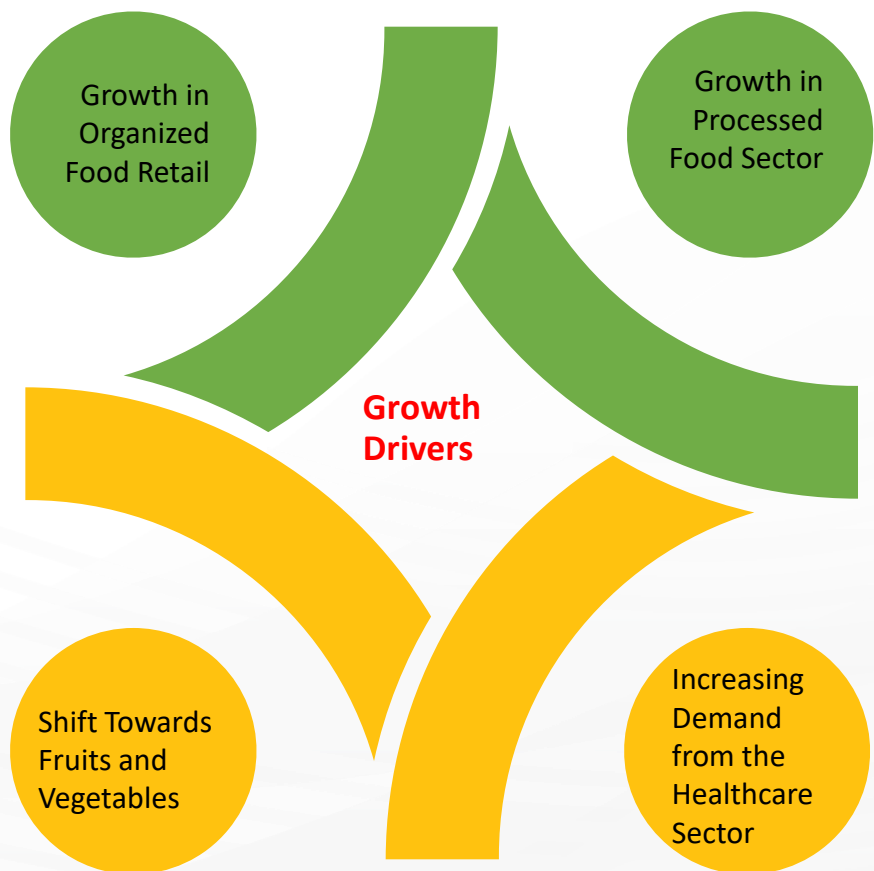 Growth in
Organized
Food Retail
Growth in
Processed
Food Sector
Growth
Drivers
Shift Towards
Fruits and
Vegetables
Increasing
Demand
from the
Healthcare
Sector